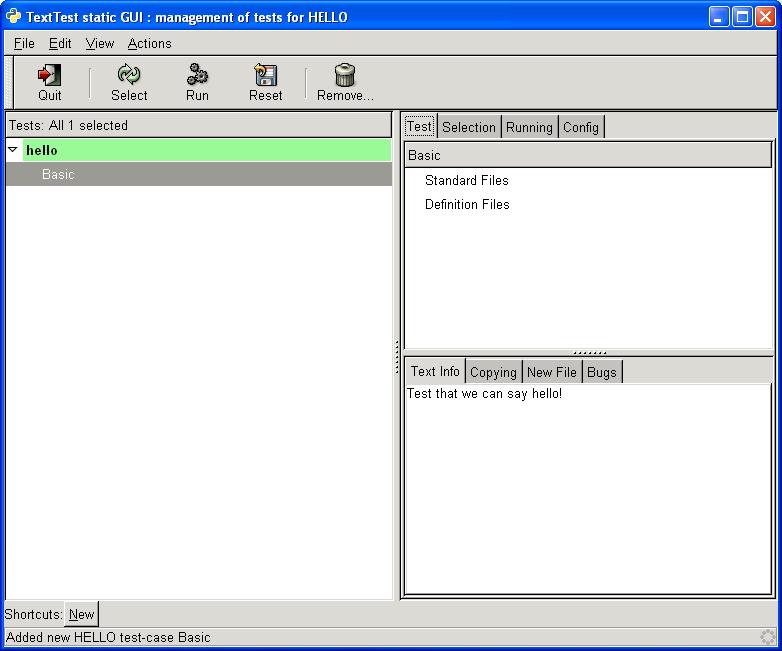 TextTest static GUI : management of tests for HELLO
File Edit View Actions
Quit Select Run Reset Remove...
Tests: All 1 selected
hello
Basic
Test Selection Running Config
Basic
Standard Files
Definition Files
Text Info Copying New File Bugs
Test that we can say hello!
Shortcuts: New
Added new HELLO test-case Basic